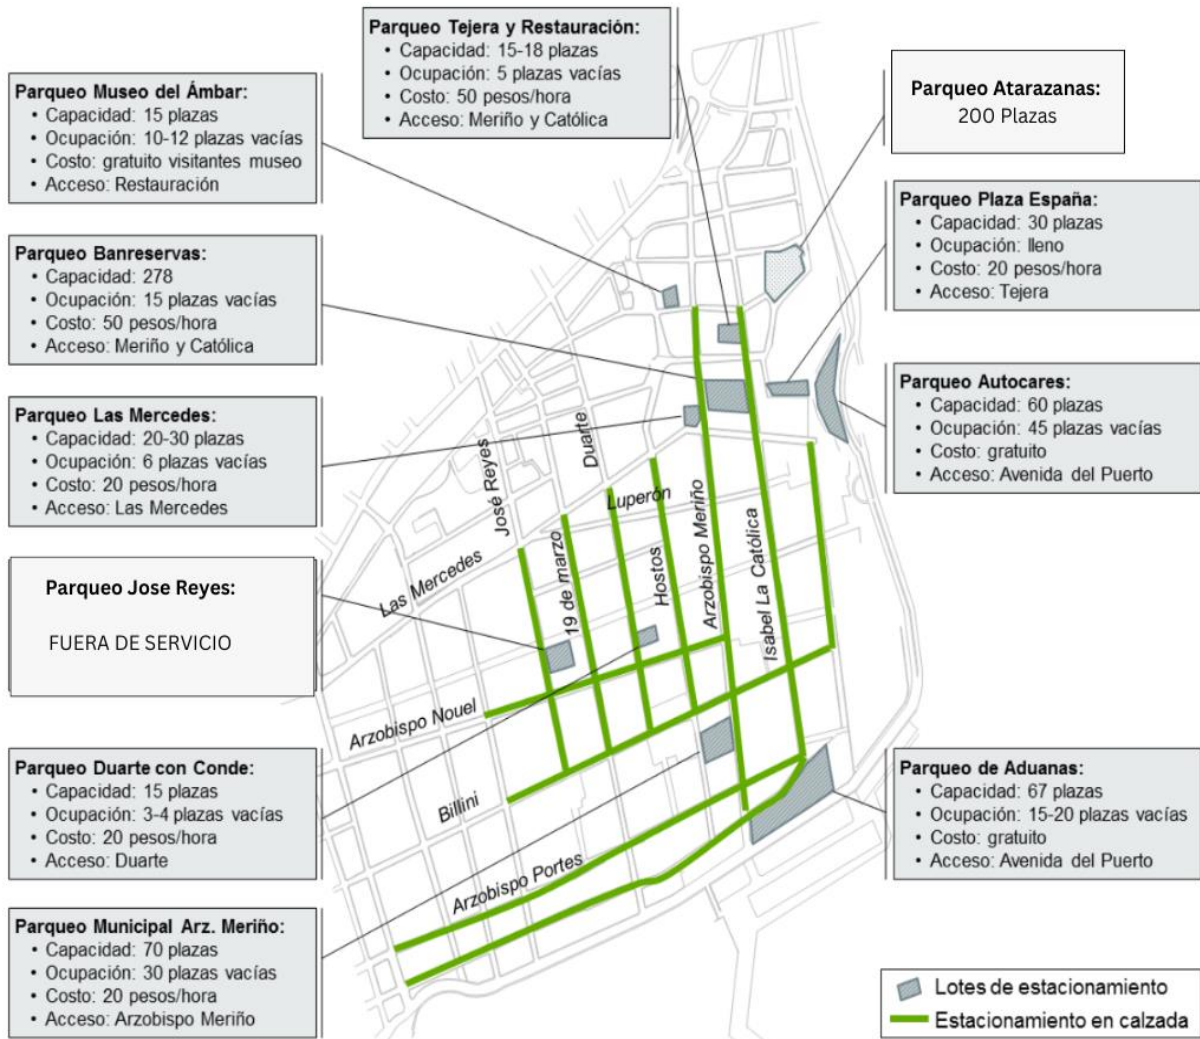 Parqueo Tejera y Restauración:
• Capacidad: 15-18 plazas
• Ocupación: 5 plazas vacías
• Costo: 50 pesos/hora
• Acceso: Meriño y Católica
Parqueo Museo del Ámbar:
• Capacidad: 15 plazas
• Ocupación: 10-12 plazas vacías
• Costo: gratuito visitantes museo
• Acceso: Restauración
Parqueo Banreservas:
• Capacidad: 278
• Ocupación: 15 plazas vacías
• Costo: 50 pesos/hora
• Acceso: Meriño y Católica
Parqueo Las Mercedes:
• Capacidad: 20-30 plazas
• Ocupación: 6 plazas vacías
• Costo: 20 pesos/hora
• Acceso: Las Mercedes
Parqueo Jose Reyes:
FUERA DE SERVICIO
Parqueo Duarte con Conde:
• Capacidad: 15 plazas
• Ocupación: 3-4 plazas vacías
• Costo: 20 pesos/hora
• Acceso: Duarte
Parqueo Municipal Arz. Meriño:
• Capacidad: 70 plazas
• Ocupación: 30 plazas vacías
• Costo: 20 pesos/hora
• Acceso: Arzobispo Meriño
Parqueo Atarazanas:
200 Plazas
Parqueo Plaza España:
• Capacidad: 30 plazas
• Ocupación: lleno
• Costo: 20 pesos/hora
• Acceso: Tejera
Parqueo Autocares:
• Capacidad: 60 plazas
• Ocupación: 45 plazas vacías
• Costo: gratuito
• Acceso: Avenida del Puerto
Parqueo de Aduanas:
• Capacidad: 67 plazas
• Ocupación: 15-20 plazas vacías
• Costo: gratuito
• Acceso: Avenida del Puerto
José Reyes
Duarte
Luperón
Las Mercedes
19 de marzo
Hostos
Arzobispo Meriño
Isabel La Católica
Arzobispo Nouel
Billini
Arzobispo Portes
Lotes de estacionamiento
Estacionamiento en calzada